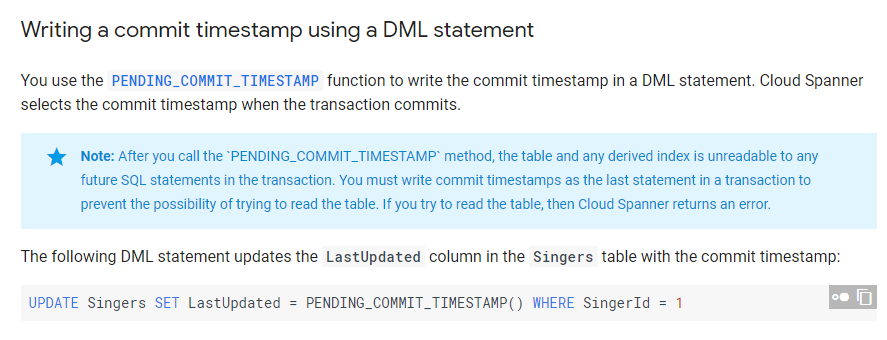 Writing a commit timestamp using a DML statement
You use the PENDING_COMMIT_TIMESTAMP function to write the commit timestamp in a DML statement. Cloud Spanner
selects the commit timestamp when the transaction commits.
Note: After you call the `PENDING_COMMIT_TIMESTAMP` method, the table and any derived index is unreadable to any
future SQL statements in the transaction. You must write commit timestamps as the last statement in a transaction to
prevent the possibility of trying to read the table. If you try to read the table, then Cloud Spanner returns an error.
The following DML statement updates the LastUpdated column in the Singers table with the commit timestamp:
UPDATE Singers SET LastUpdated = PENDING_COMMIT_TIMESTAMP() WHERE SingerId = 1